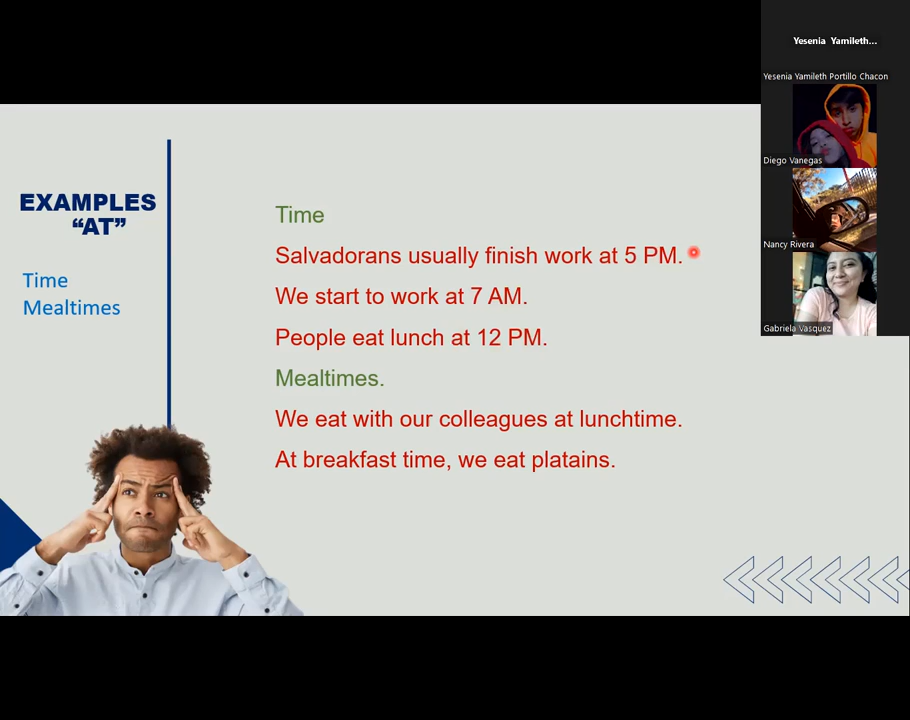 EXAMPLES
“AT”
Time
Mealtimes
Time
Salvadorans usually finish work at 5 PM.
We start to work at 7 AM.
People eat lunch at 12 PM.
Mealtimes.
We eat with our colleagues at lunchtime.
At breakfast time, we eat platains.
Yesenia Yamileth...
Yesenia Yamileth Portillo Chacon
Diego Vanegas
Nancy Rivera
Gabriela Vasquez